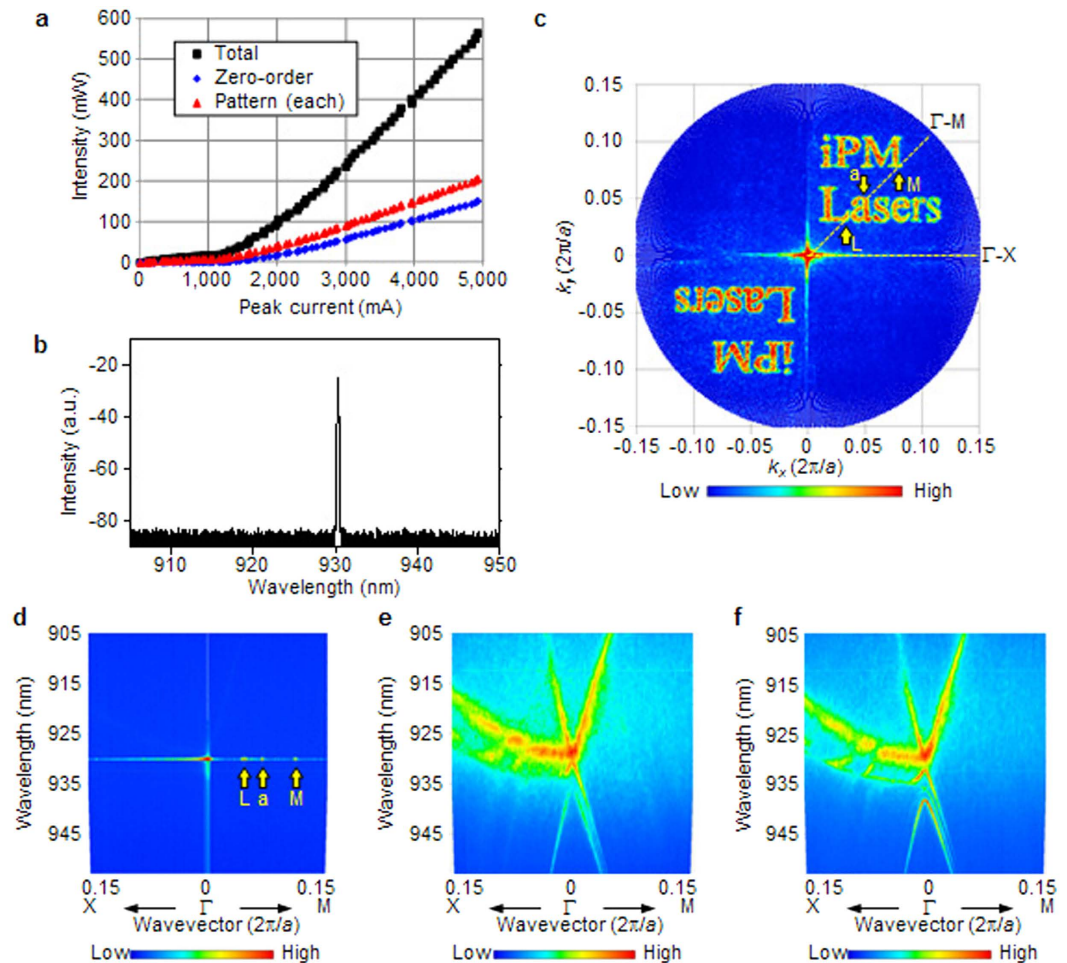 a
600
500
400
300
200
100
0
Intensity (mW)
Total
Zero-order
Pattern (each)
0 1,000 2,000 3,000 4,000 5,000
Peak current (mA)
b
-20
-40
-60
-80
Intensity (a.u.)
910 920 930 940 950
Wavelength (nm)
c
0.15
0.10
0.05
0
-0.05
-0.10
-0.15
ky (2π/a)
iPM
Lasers
a
M
L
Γ-M
Γ-X
Lasers
iPM
-0.15 -0.10 -0.05 0 0.05 0.10 0.15
kx (2π/a)
Low High
d
905
915
925
935
945
Wavelength (nm)
L a M
0.15 0 0.15
X Γ M
Wavevector (2π/a)
Low High
e
905
915
925
935
945
Wavelength (nm)
0.15 0 0.15
X Γ M
Wavevector (2π/a)
Low High
f
905
915
925
935
945
Wavelength (nm)
0.15 0 0.15
X Γ M
Wavevector (2π/a)
Low High